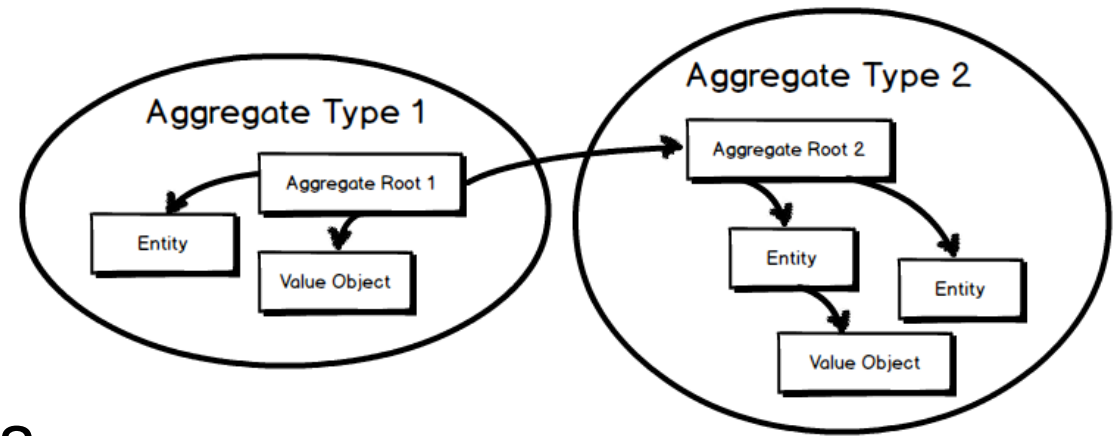 Aggregate Type 1
Aggregate Root 1
Entity
Value Object
Aggregate Type 2
Aggregate Root 2
Entity
Entity
Value Object